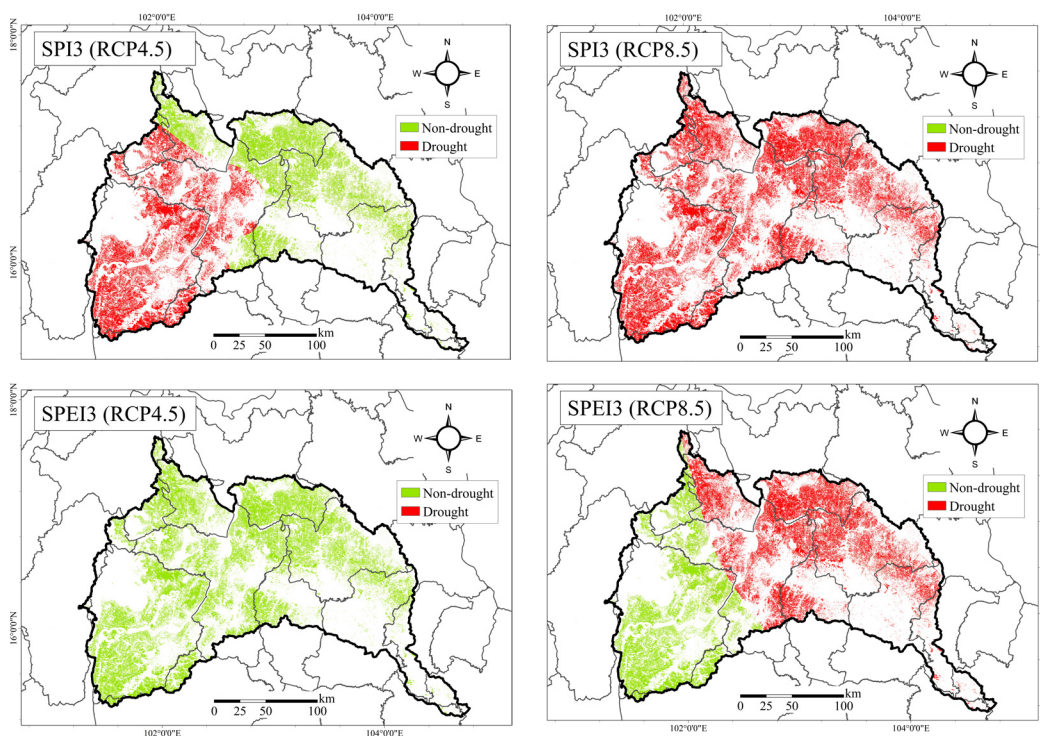 102°0'0"E
104°0'0"E
18°0'0"N
16°0'0"N
SPI3 (RCP4.5)
N
W
E
S
Non-drought
Drought
km
0 25 50 100
102°0'0"E
104°0'0"E
SPI3 (RCP8.5)
N
W
E
S
Non-drought
Drought
km
0 25 50 100
18°0'0"N
16°0'0"N
SPEI3 (RCP4.5)
N
W
E
S
Non-drought
Drought
km
0 25 50 100
102°0'0"E
104°0'0"E
SPEI3 (RCP8.5)
N
W
E
S
Non-drought
Drought
km
0 25 50 100
102°0'0"E
104°0'0"E